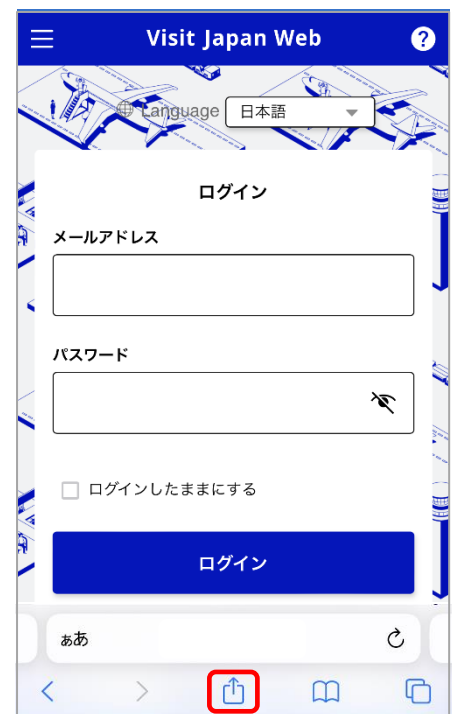 Visit Japan Web
?
Language 日本語
ログイン
メールアドレス
パスワード
ログインしたままにする
ログイン
ぁあ